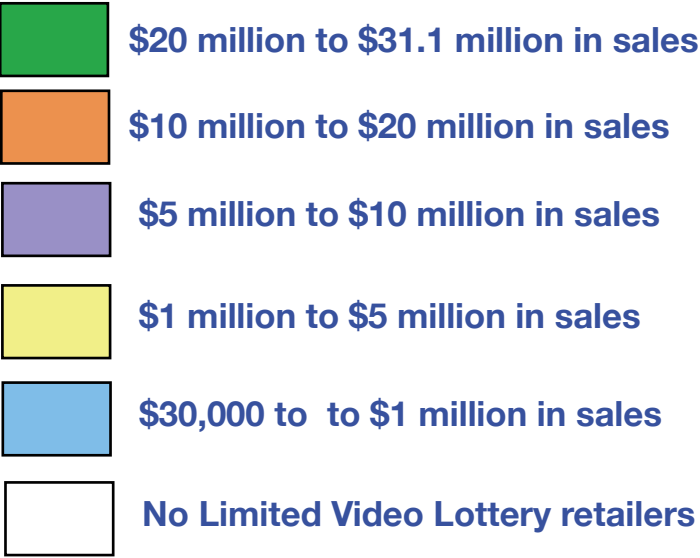 $20 million to $31.1 million in sales
$10 million to $20 million in sales
$5 million to $10 million in sales
$1 million to $5 million in sales
$30,000 to  to $1 million in sales
No Limited Video Lottery retailers